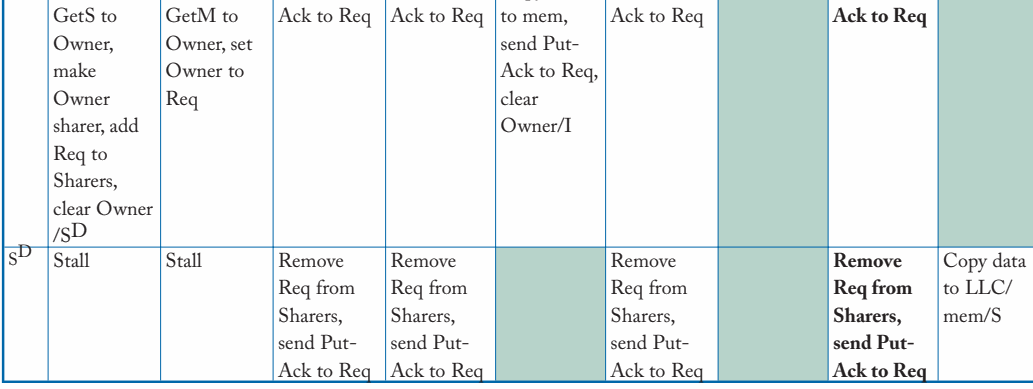 GetS to
Owner,
make
Owner
sharer, add
Req to
Sharers,
clear Owner
/SD
GetM to
Owner, set
Owner to
Req
Ack to Req
Ack to Req
to mem,
send Put-
Ack to Req,
clear
Owner/I
Ack to Req
Ack to Req
SD
Stall
Stall
Remove
Req from
Sharers,
send Put-
Ack to Req
Remove
Req from
Sharers,
send Put-
Ack to Req
Remove
Req from
Sharers,
send Put-
Ack to Req
Remove
Req from
Sharers,
send Put-
Ack to Req
Copy data
to LLC/
mem/S